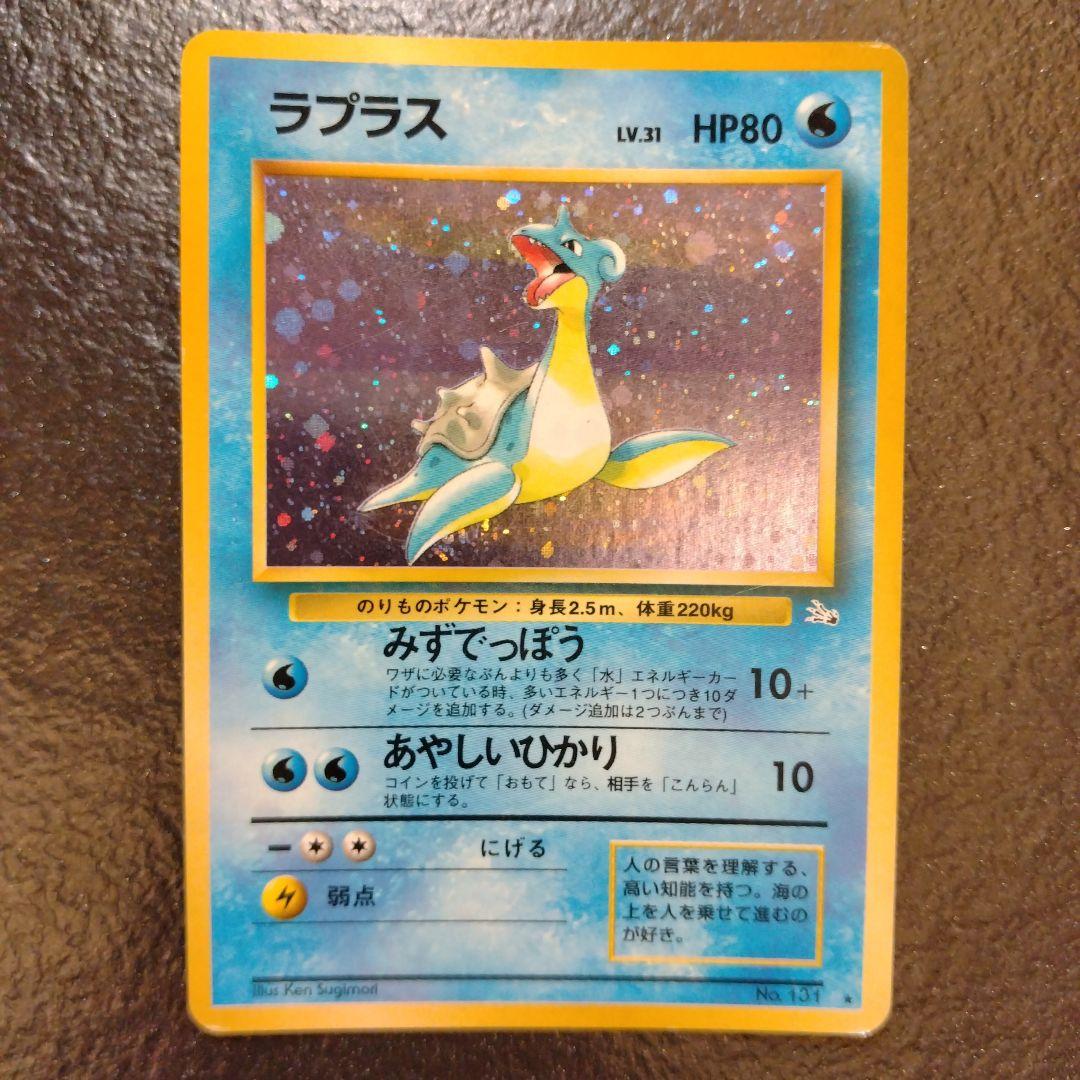 ラプラス LV.31 HP80
のりものポケモン：身長2.5m、体重220kg
みずでっぽう
ワザに必要なぶんよりも多く「水」エネルギーカー
ドがついている時、多いエネルギー1つにつき10ダ
メージを追加する。(ダメージ追加は2つぶんまで)
10+
あやしいひかり
コインを投げて「おもて」なら、相手を「こんらん」
状態にする。
10
にげる
弱点
人の言葉を理解する、
高い知能を持つ。海の
上を人を乗せて進むの
が好き。
Illus Ken Sugimori No. 131